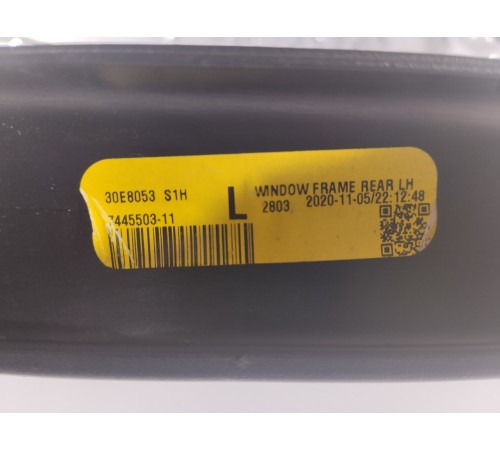 30E8053 S1H
L
WINDOW FRAME REAR LH
2803 2020-11-05/22:12:48
7445503-11